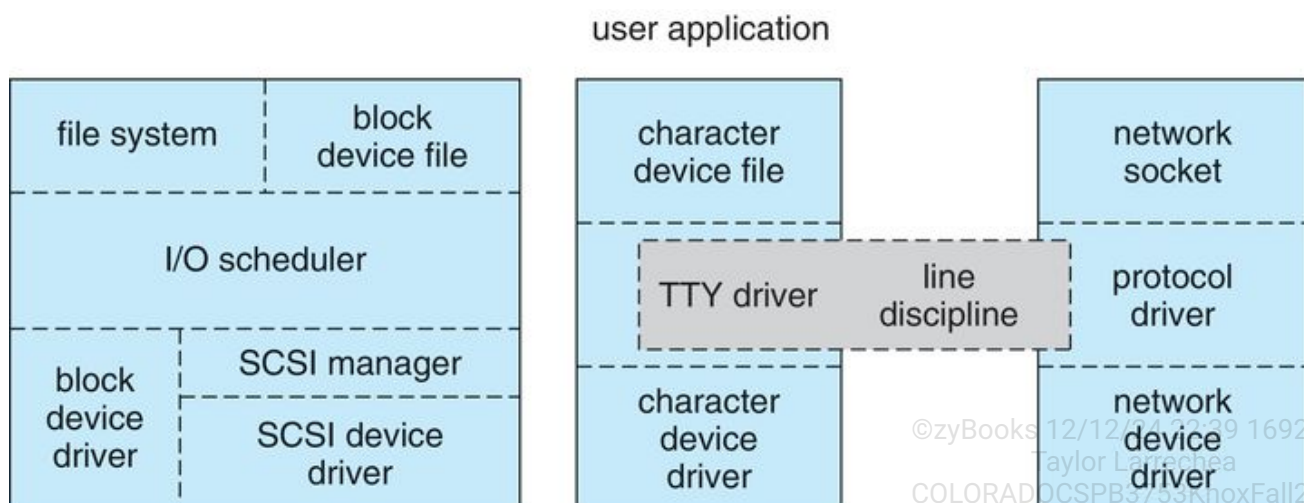 user application
file system
block
device file
I/O scheduler
block
device
driver
SCSI manager
SCSI device
driver
character
device file
TTY driver
line
discipline
character
device
driver
network
socket
protocol
driver
network
device
driver
©zyBooks 12/12/24 22:39 1692
Taylor Larrechea
COLORADOCSPB3753KnoxFall2